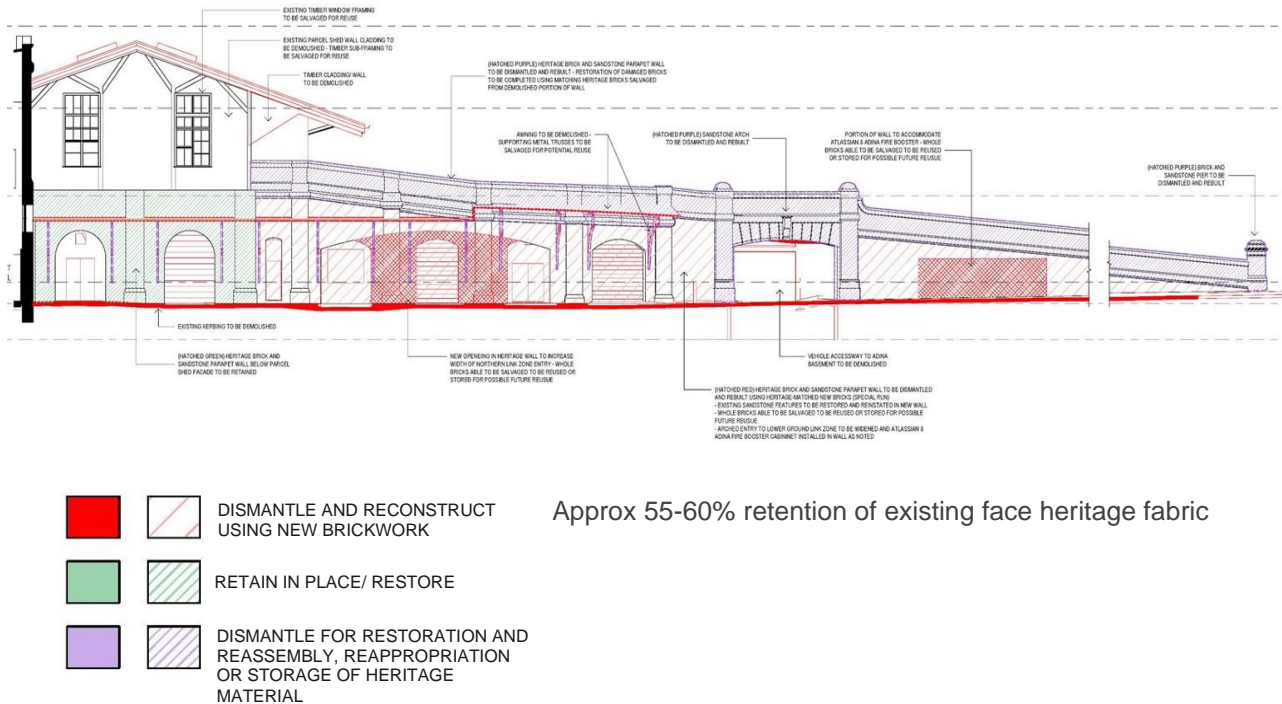 EXISTING TIMBER WINDOW FRAMING
TO BE SALVAGED FOR REUSE
EXISTING PARCEL SHED WALL CLADDING TO
BE DEMOLISHED - TIMBER SUB-FRAMING TO
BE SALVAGED FOR REUSE
TIMBER CLADDING/ WALL
TO BE DEMOLISHED
(HATCHED PURPLE) HERITAGE BRICK AND SANDSTONE PARAPET WALL
TO BE DISMANTLED AND REBUILT - RESTORATION OF DAMAGED BRICKS
TO BE COMPLETED USING MATCHING HERITAGE BRICKS SALVAGED
FROM DEMOLISHED PORTION OF WALL
AWNING TO BE DEMOLISHED -
SUPPORTING METAL TRUSSES TO BE
SALVAGED FOR POTENTIAL REUSE
(HATCHED PURPLE) SANDSTONE ARCH
TO BE DISMANTLED AND REBUILT
PORTION OF WALL TO ACCOMMODATE
ATLASSIAN & ADINA FIRE BOOSTER - WHOLE
BRICKS ABLE TO BE SALVAGED TO BE REUSED
OR STORED FOR POSSIBLE FUTURE REUSUE
(HATCHED PURPLE) BRICK AND
SANDSTONE PIER TO BE
DISMANTLED AND REBUILT
EXISTING KERBING TO BE DEMOLISHED
(HATCHED GREEN) HERITAGE BRICK AND
SANDSTONE PARAPET WALL BELOW PARCEL
SHED FACADE TO BE RETAINED
NEW OPENEING IN HERITAGE WALL TO INCREASE
WIDTH OF NORTHERN LINK ZONE ENTRY - WHOLE
BRICKS ABLE TO BE SALVAGED TO BE REUSED OR
STORED FOR POSSIBLE FUTURE REUSUE
VEHICLE ACCESSWAY TO ADINA
BASEMENT TO BE DEMOLISHED
(HATCHED RED) HERITAGE BRICK AND SANDSTONE PARAPET WALL TO BE DISMANTLED
AND REBUILT USING HERITAGE-MATCHED NEW BRICKS (SPECIAL RUN)
- EXISTING SANDSTONE FEATURES TO BE RESTORED AND REINSTATED IN NEW WALL
- WHOLE BRICKS ABLE TO BE SALVAGED TO BE REUSED OR STORED FOR POSSIBLE
FUTURE REUSUE
- ARCHED ENTRY TO LOWER GROUND LINK ZONE TO BE WIDENED AND ATLASSIAN &
ADINA FIRE BOOSTER CABININET INSTALLED IN WALL AS NOTED
DISMANTLE AND RECONSTRUCT
USING NEW BRICKWORK
Approx 55-60% retention of existing face heritage fabric
RETAIN IN PLACE/ RESTORE
DISMANTLE FOR RESTORATION AND
REASSEMBLY, REAPPROPRIATION
OR STORAGE OF HERITAGE
MATERIAL